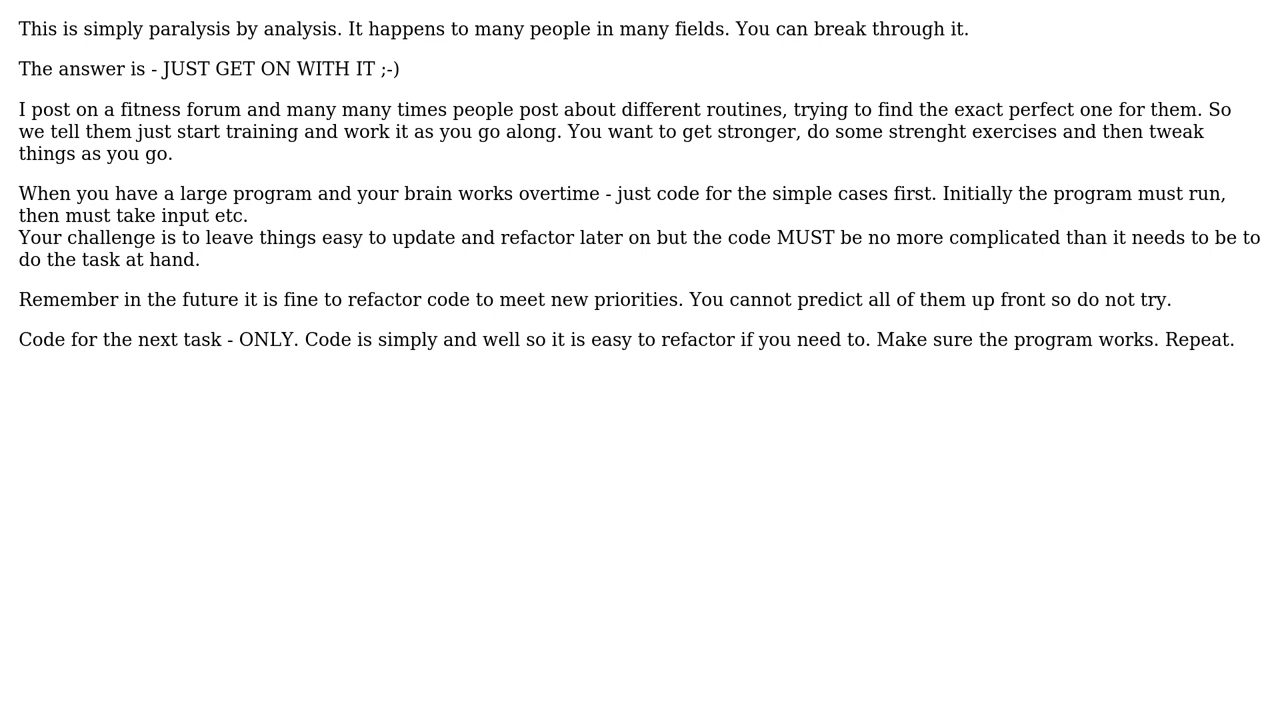 This is simply paralysis by analysis. It happens to many people in many fields. You can break through it.
The answer is - JUST GET ON WITH IT ;-)
I post on a fitness forum and many many times people post about different routines, trying to find the exact perfect one for them. So
we tell them just start training and work it as you go along. You want to get stronger, do some strenght exercises and then tweak
things as you go.
When you have a large program and your brain works overtime - just code for the simple cases first. Initially the program must run,
then must take input etc.
Your challenge is to leave things easy to update and refactor later on but the code MUST be no more complicated than it needs to be to
do the task at hand.
Remember in the future it is fine to refactor code to meet new priorities. You cannot predict all of them up front so do not try.
Code for the next task - ONLY. Code is simply and well so it is easy to refactor if you need to. Make sure the program works. Repeat.